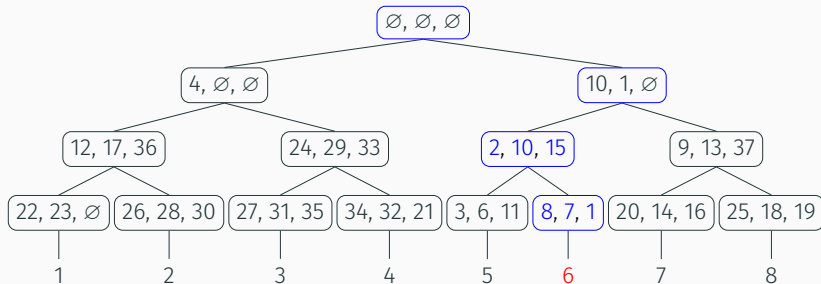 ∅, ∅, ∅
4, ∅, ∅ 10, 1, ∅
12, 17, 36 24, 29, 33 2, 10, 15 9, 13, 37
22, 23, ∅ 26, 28, 30 27, 31, 35 34, 32, 21 3, 6, 11 8, 7, 1 20, 14, 16 25, 18, 19
1 2 3 4 5 6 7 8